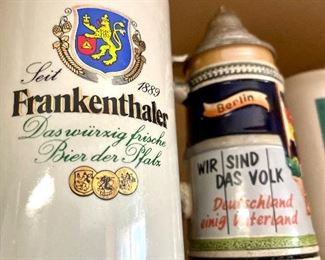 Seit 1889
Frankenthaler
Das würzig frische
Bier der Pfalz
Berlin
WIR SIND
DAS VOLK
Deutschland
einig Vaterland